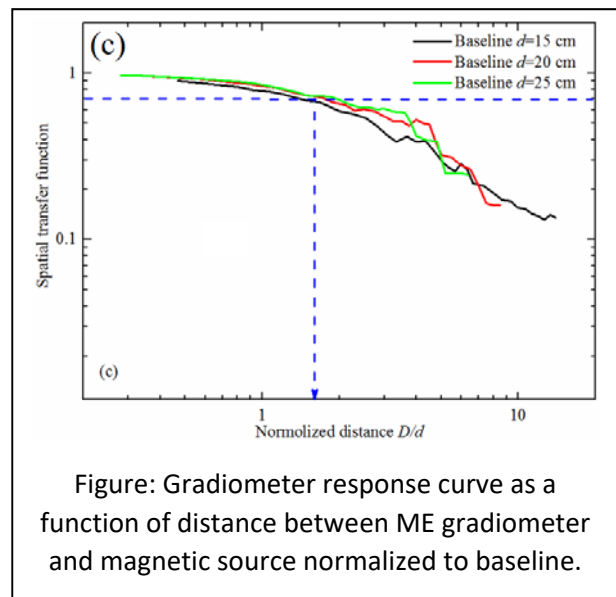 (c)
Baseline d=15 cm
Baseline d=20 cm
Baseline d=25 cm
1
0.1
Spatial transfer function
(c)
1
10
Normolized distance D/d
Figure: Gradiometer response curve as a
function of distance between ME gradiometer
and magnetic source normalized to baseline.